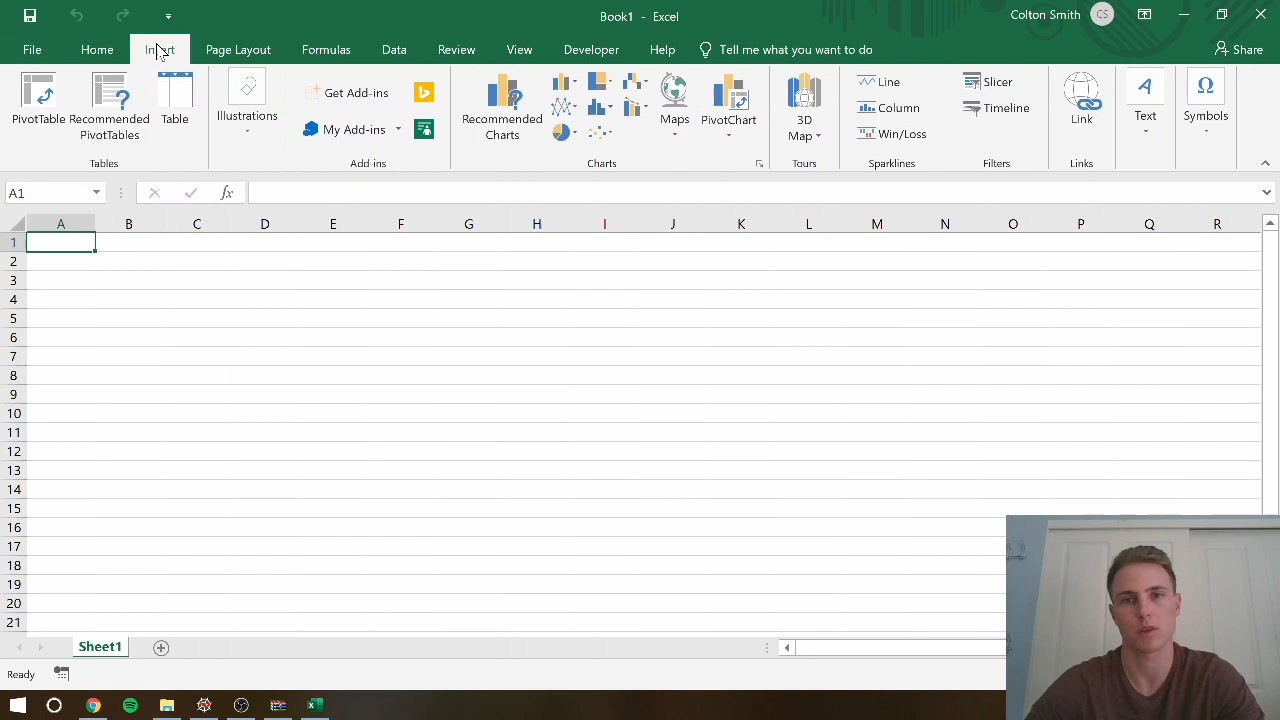 Book1 - Excel
Colton Smith
CS
File
Home
Insert
Page Layout
Formulas
Data
Review
View
Developer
Help
Tell me what you want to do
Share
PivotTable
Recommended
PivotTables
Table
Tables
Illustrations
Get Add-ins
My Add-ins
Add-ins
Recommended
Charts
Maps
PivotChart
Charts
3D
Map
Tours
Line
Column
Win/Loss
Sparklines
Slicer
Timeline
Filters
Link
Links
Text
Symbols
A1
fx
A B C D E F G H I J K L M N O P Q R
1
2
3
4
5
6
7
8
9
10
11
12
13
14
15
16
17
18
19
20
21
Sheet1
Ready